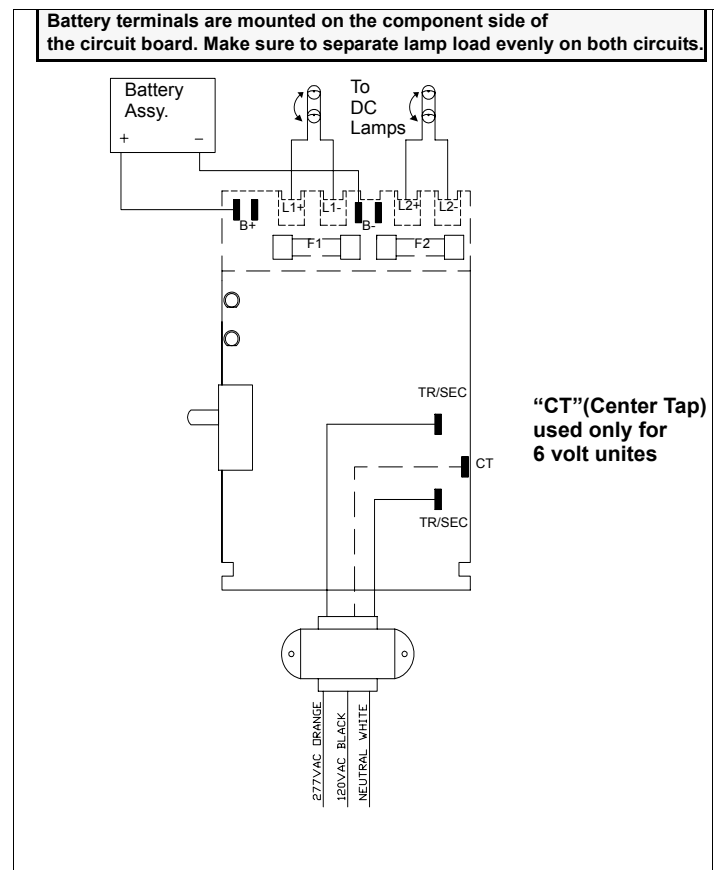 Battery terminals are mounted on the component side of
the circuit board. Make sure to separate lamp load evenly on both circuits.
Battery
Assy.
+ −
To
DC
Lamps
L1+ L1- L2+ L2-
B+ B-
F1 F2
TR/SEC
"CT"(Center Tap)
used only for
6 volt unites
CT
TR/SEC
277VAC ORANGE
120VAC BLACK
NEUTRAL WHITE